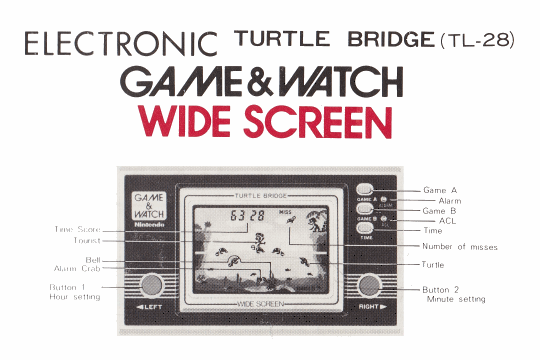 ELECTRONIC TURTLE BRIDGE (TL-28)
GAME & WATCH
WIDE SCREEN
GAME
&
WATCH
Nintendo
TURTLE BRIDGE
63 28
MISS
WIDE SCREEN
GAME A
ALARM
GAME B
ACL
TIME
◀LEFT
RIGHT▶
Time Score
Tourist
Bell
Alarm Crab
Button 1
Hour setting
Game A
Alarm
Game B
ACL
Time
Number of misses
Turtle
Button 2
Minute setting